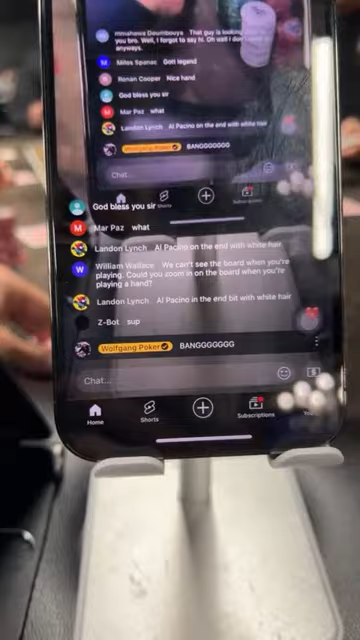 mmahawa Doumbouya That guy is looking
you bro. Well, I forgot to say hi. Oh well I don't
anyways.
Milos Spanac Gott legend
Ronan Cooper Nice hand
God bless you sir
Mar Paz what
Landon Lynch Al Pacino on the end with white hair
Wolfgang Poker BANGGGGGGG
Chat...
Shorts
God bless you sir
Mar Paz what
Landon Lynch Al Pacino on the end with white hair
William Wallace We can't see the board when you're
playing. Could you zoom in on the board when you're
playing a hand?
Landon Lynch Al Pacino in the end bit with white hair
Z-Bot sup
Wolfgang Poker BANGGGGGGG
Chat...
Home
Shorts
Subscriptions